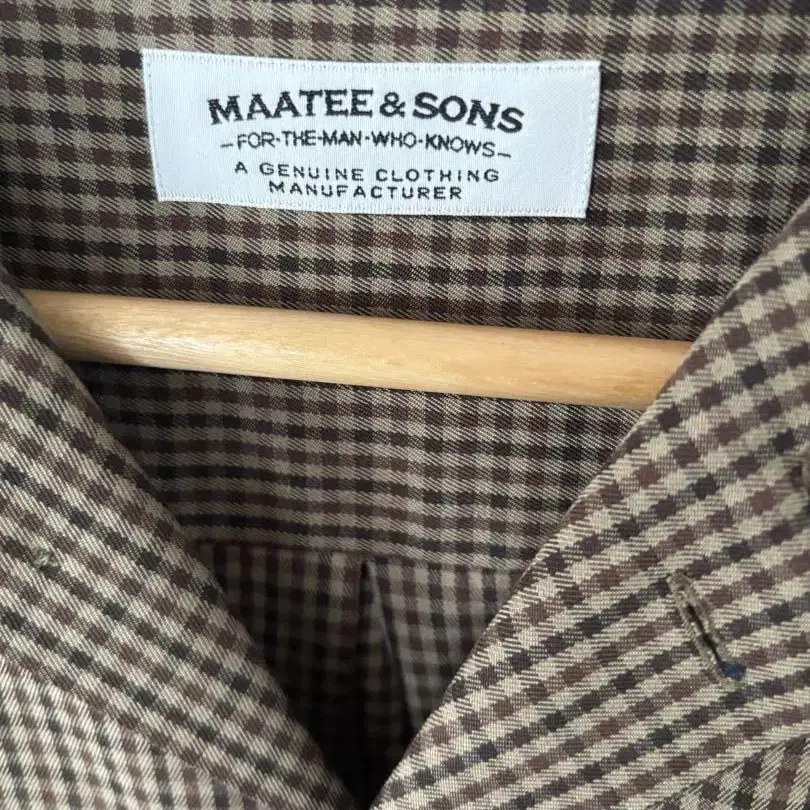 MAATEE & SONS
-FOR·THE·MAN·WHO·KNOWS-
A GENUINE CLOTHING
MANUFACTURER